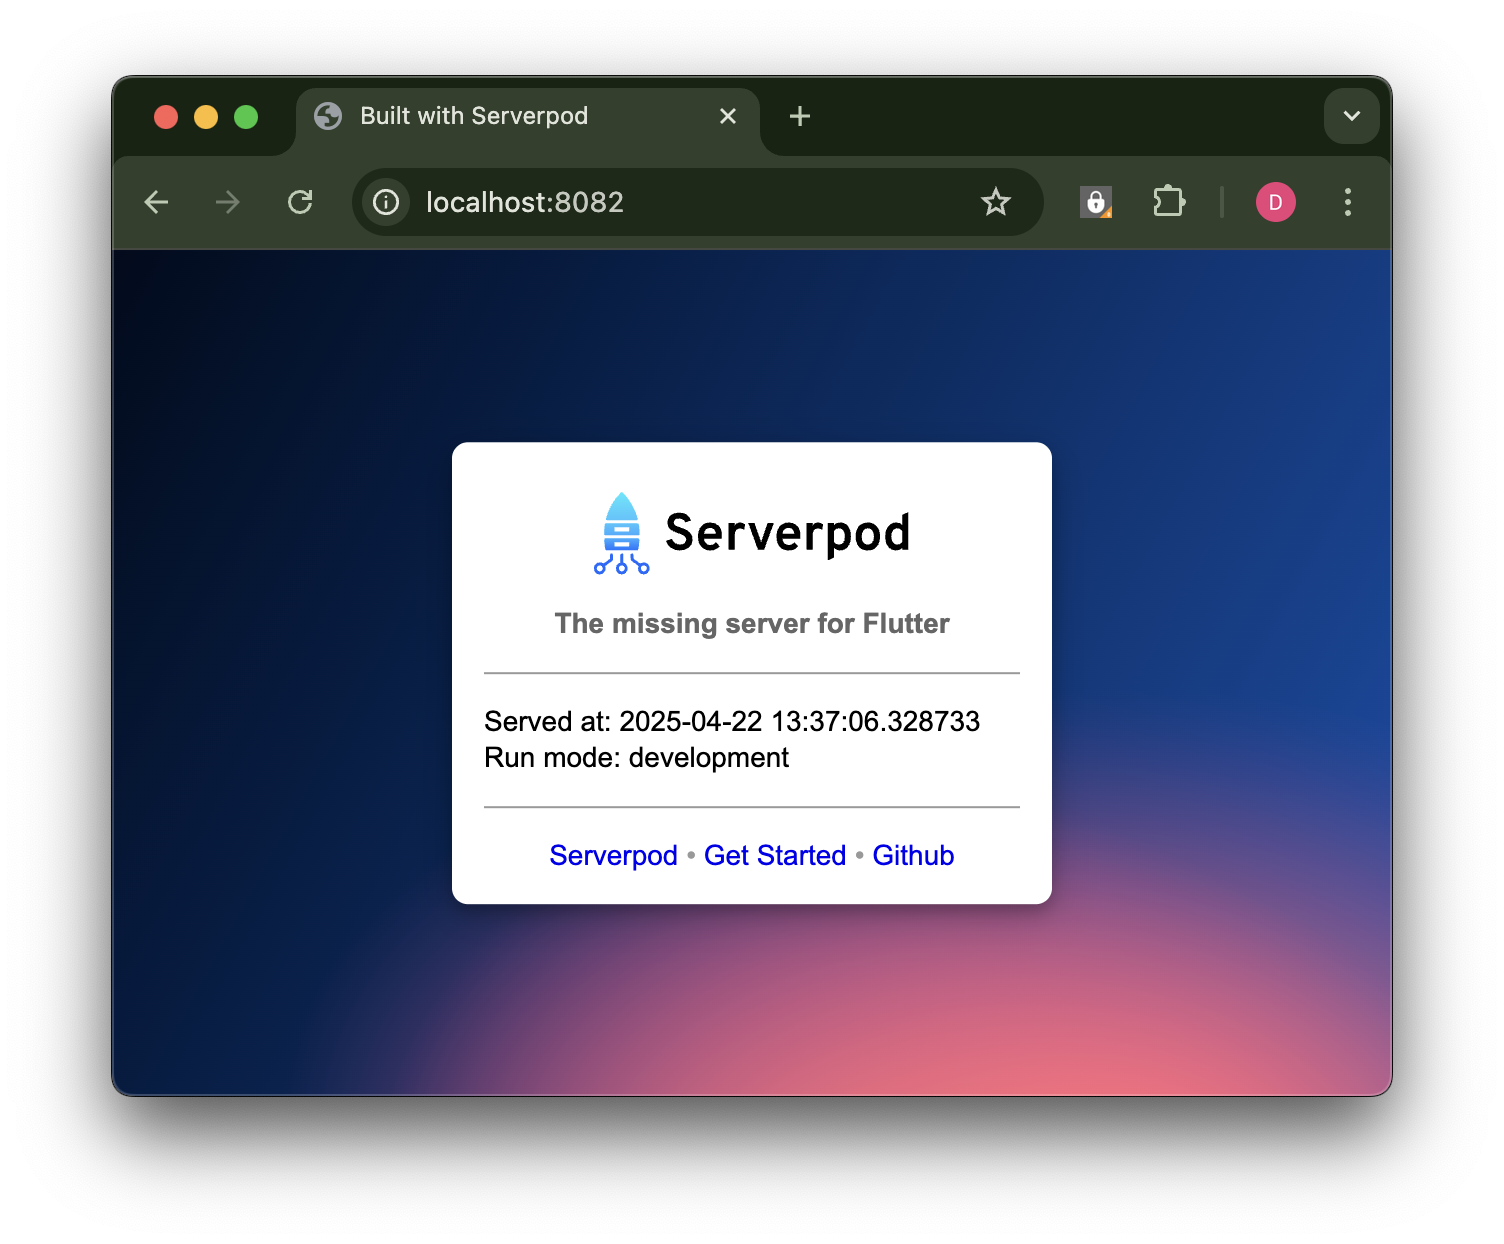 Built with Serverpod
localhost:8082
D
Serverpod
The missing server for Flutter
Served at: 2025-04-22 13:37:06.328733
Run mode: development
Serverpod • Get Started • Github